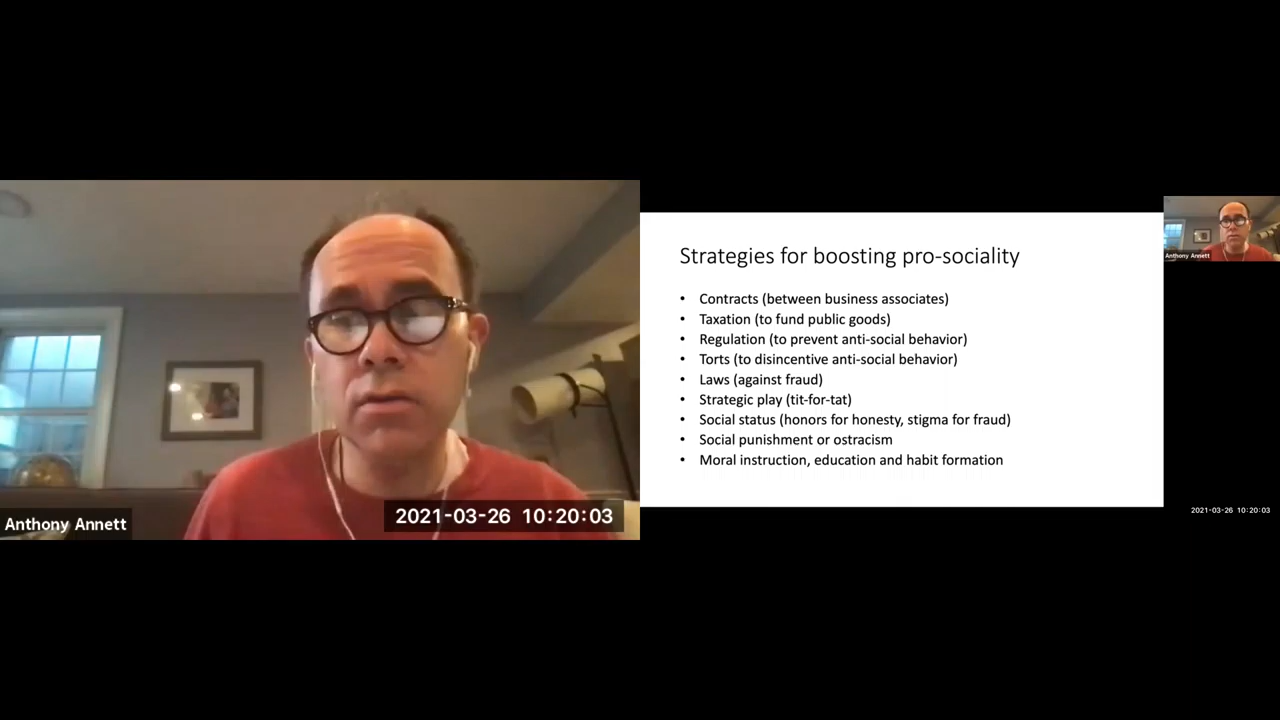 Strategies for boosting pro-sociality
• Contracts (between business associates)
• Taxation (to fund public goods)
• Regulation (to prevent anti-social behavior)
• Torts (to disincentive anti-social behavior)
• Laws (against fraud)
• Strategic play (tit-for-tat)
• Social status (honors for honesty, stigma for fraud)
• Social punishment or ostracism
• Moral instruction, education and habit formation
Anthony Annett
2021-03-26 10:20:03
Anthony Annett
2021-03-26 10:20:03